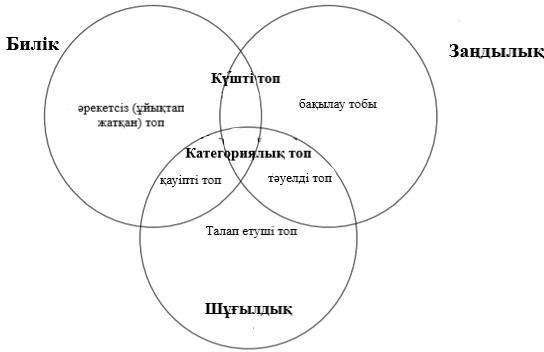 Билік
Заңдылық
Күшті топ
әрекетсіз (ұйықтап
жатқан) топ
бақылау тобы
Категориялық топ
қауіпті топ
тәуелді топ
Талап етуші топ
Шұғылдық